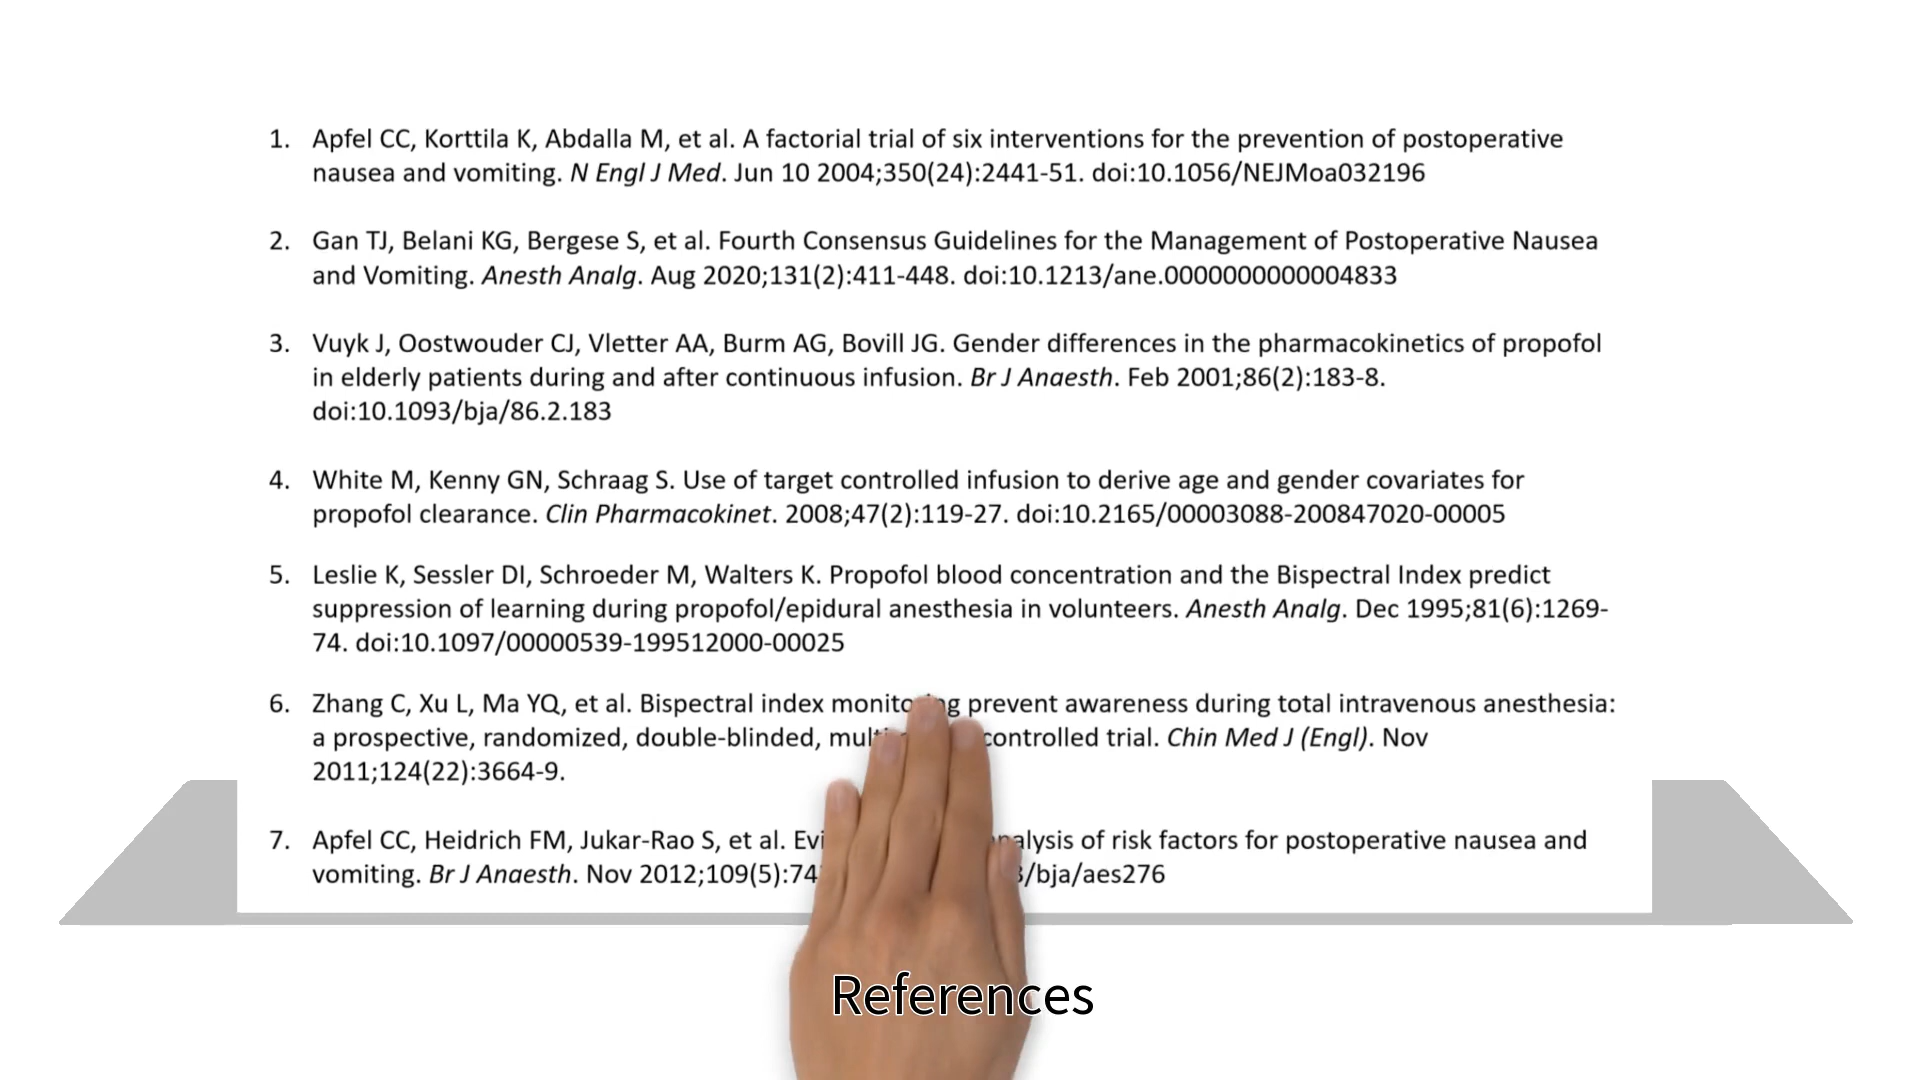 1. Apfel CC, Korttila K, Abdalla M, et al. A factorial trial of six interventions for the prevention of postoperative
nausea and vomiting. N Engl J Med. Jun 10 2004;350(24):2441-51. doi:10.1056/NEJMoa032196
2. Gan TJ, Belani KG, Bergese S, et al. Fourth Consensus Guidelines for the Management of Postoperative Nausea
and Vomiting. Anesth Analg. Aug 2020;131(2):411-448. doi:10.1213/ane.0000000000004833
3. Vuyk J, Oostwouder CJ, Vletter AA, Burm AG, Bovill JG. Gender differences in the pharmacokinetics of propofol
in elderly patients during and after continuous infusion. Br J Anaesth. Feb 2001;86(2):183-8.
doi:10.1093/bja/86.2.183
4. White M, Kenny GN, Schraag S. Use of target controlled infusion to derive age and gender covariates for
propofol clearance. Clin Pharmacokinet. 2008;47(2):119-27. doi:10.2165/00003088-200847020-00005
5. Leslie K, Sessler DI, Schroeder M, Walters K. Propofol blood concentration and the Bispectral Index predict
suppression of learning during propofol/epidural anesthesia in volunteers. Anesth Analg. Dec 1995;81(6):1269-
74. doi:10.1097/00000539-199512000-00025
6. Zhang C, Xu L, Ma YQ, et al. Bispectral index monitoring prevent awareness during total intravenous anesthesia:
a prospective, randomized, double-blinded, controlled trial. Chin Med J (Engl). Nov
2011;124(22):3664-9.
7. Apfel CC, Heidrich FM, Jukar-Rao S, et al. analysis of risk factors for postoperative nausea and
vomiting. Br J Anaesth. Nov 2012;109(5):74 /bja/aes276
References